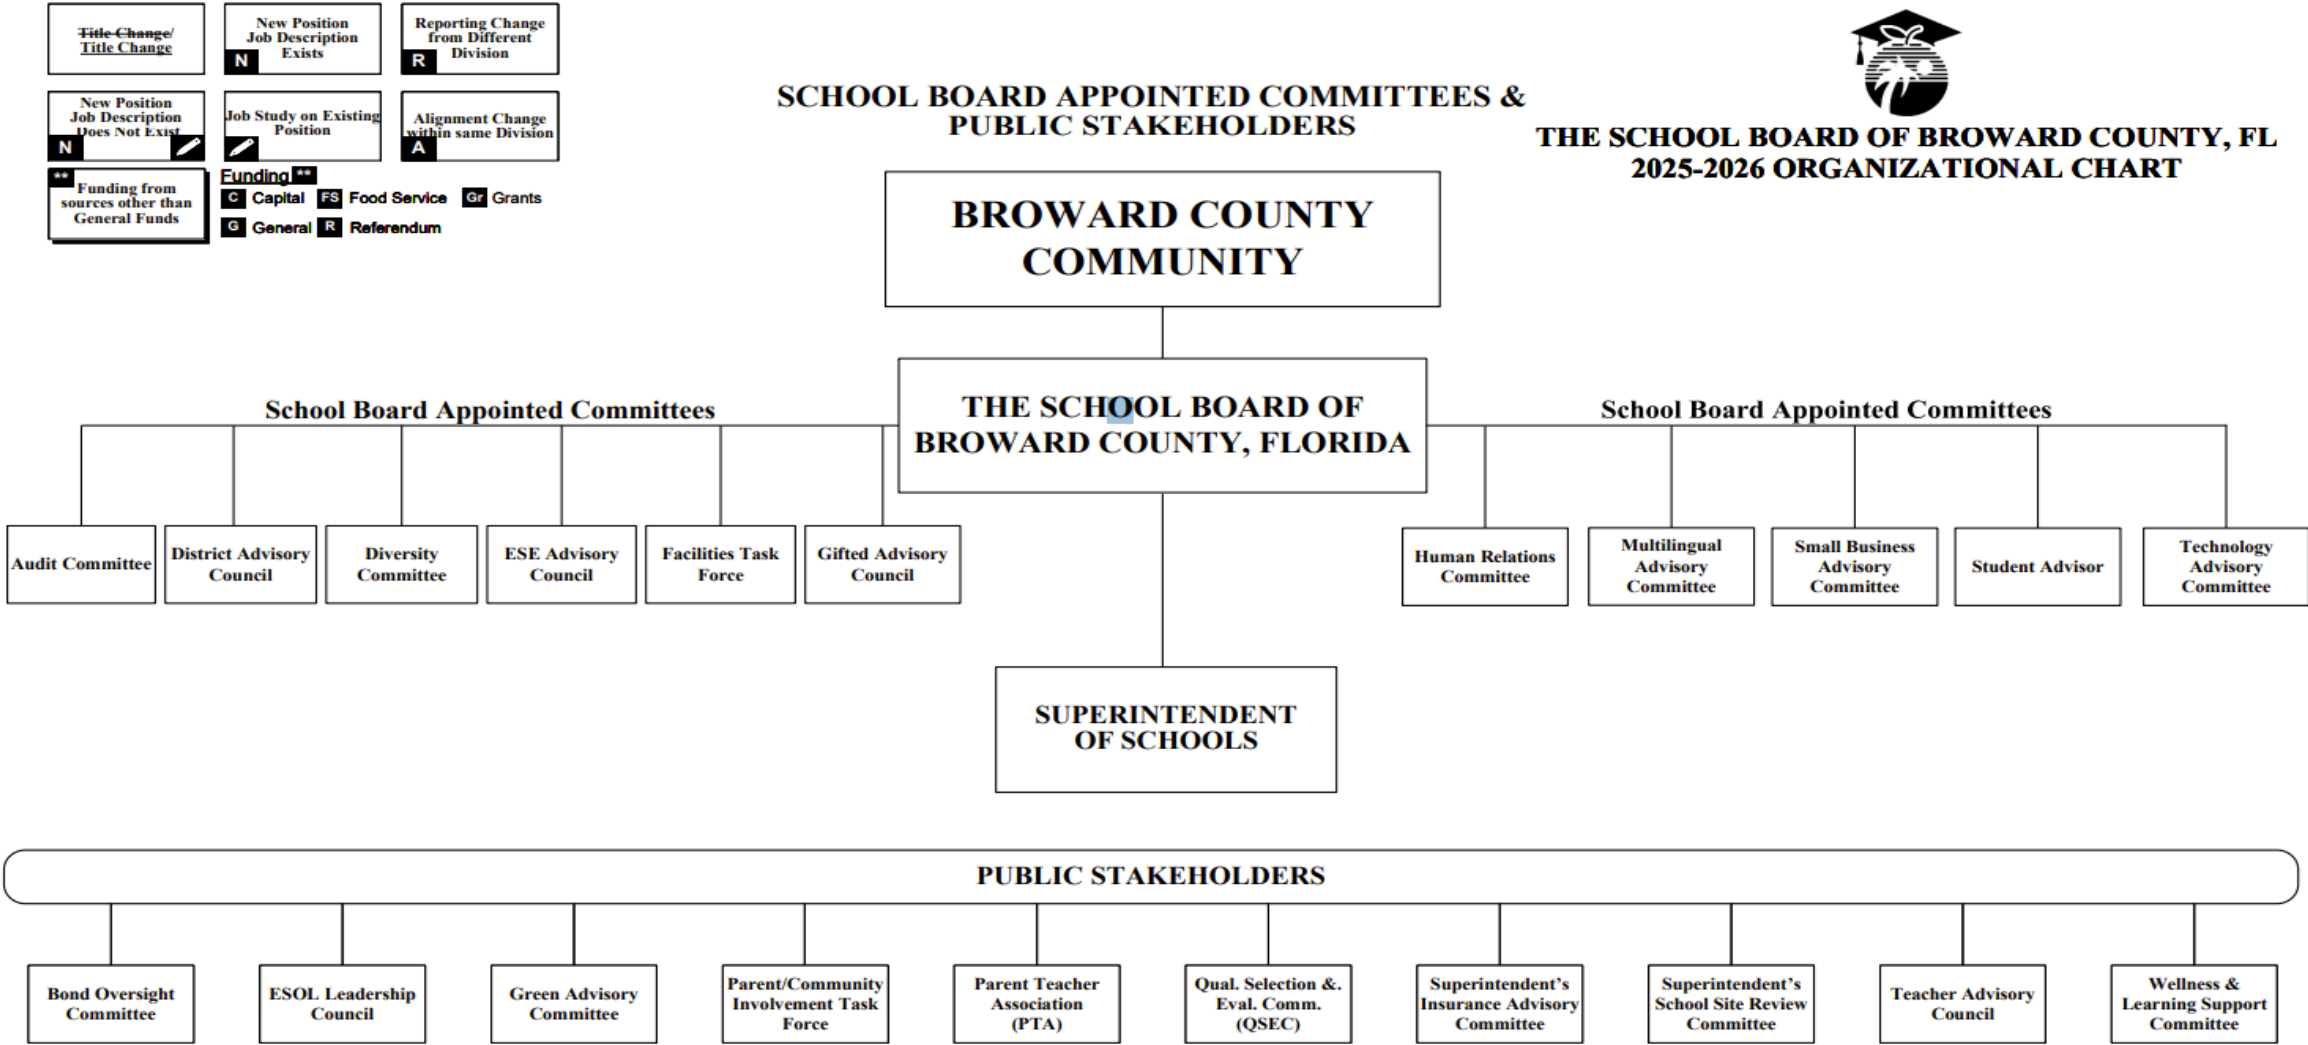 Title Change/
Title Change
New Position
Job Description
Exists
N
Reporting Change
from Different
Division
R
New Position
Job Description
Does Not Exist
N
Job Study on Existing
Position
Alignment Change
within same Division
A
**
Funding from
sources other than
General Funds
Funding **
C Capital FS Food Service Gr Grants
G General R Referendum
SCHOOL BOARD APPOINTED COMMITTEES &
PUBLIC STAKEHOLDERS
THE SCHOOL BOARD OF BROWARD COUNTY, FL
2025-2026 ORGANIZATIONAL CHART
BROWARD COUNTY
COMMUNITY
THE SCHOOL BOARD OF
BROWARD COUNTY, FLORIDA
School Board Appointed Committees
School Board Appointed Committees
Audit Committee
District Advisory
Council
Diversity
Committee
ESE Advisory
Council
Facilities Task
Force
Gifted Advisory
Council
Human Relations
Committee
Multilingual
Advisory
Committee
Small Business
Advisory
Committee
Student Advisor
Technology
Advisory
Committee
SUPERINTENDENT
OF SCHOOLS
PUBLIC STAKEHOLDERS
Bond Oversight
Committee
ESOL Leadership
Council
Green Advisory
Committee
Parent/Community
Involvement Task
Force
Parent Teacher
Association
(PTA)
Qual. Selection &.
Eval. Comm.
(QSEC)
Superintendent's
Insurance Advisory
Committee
Superintendent's
School Site Review
Committee
Teacher Advisory
Council
Wellness &
Learning Support
Committee